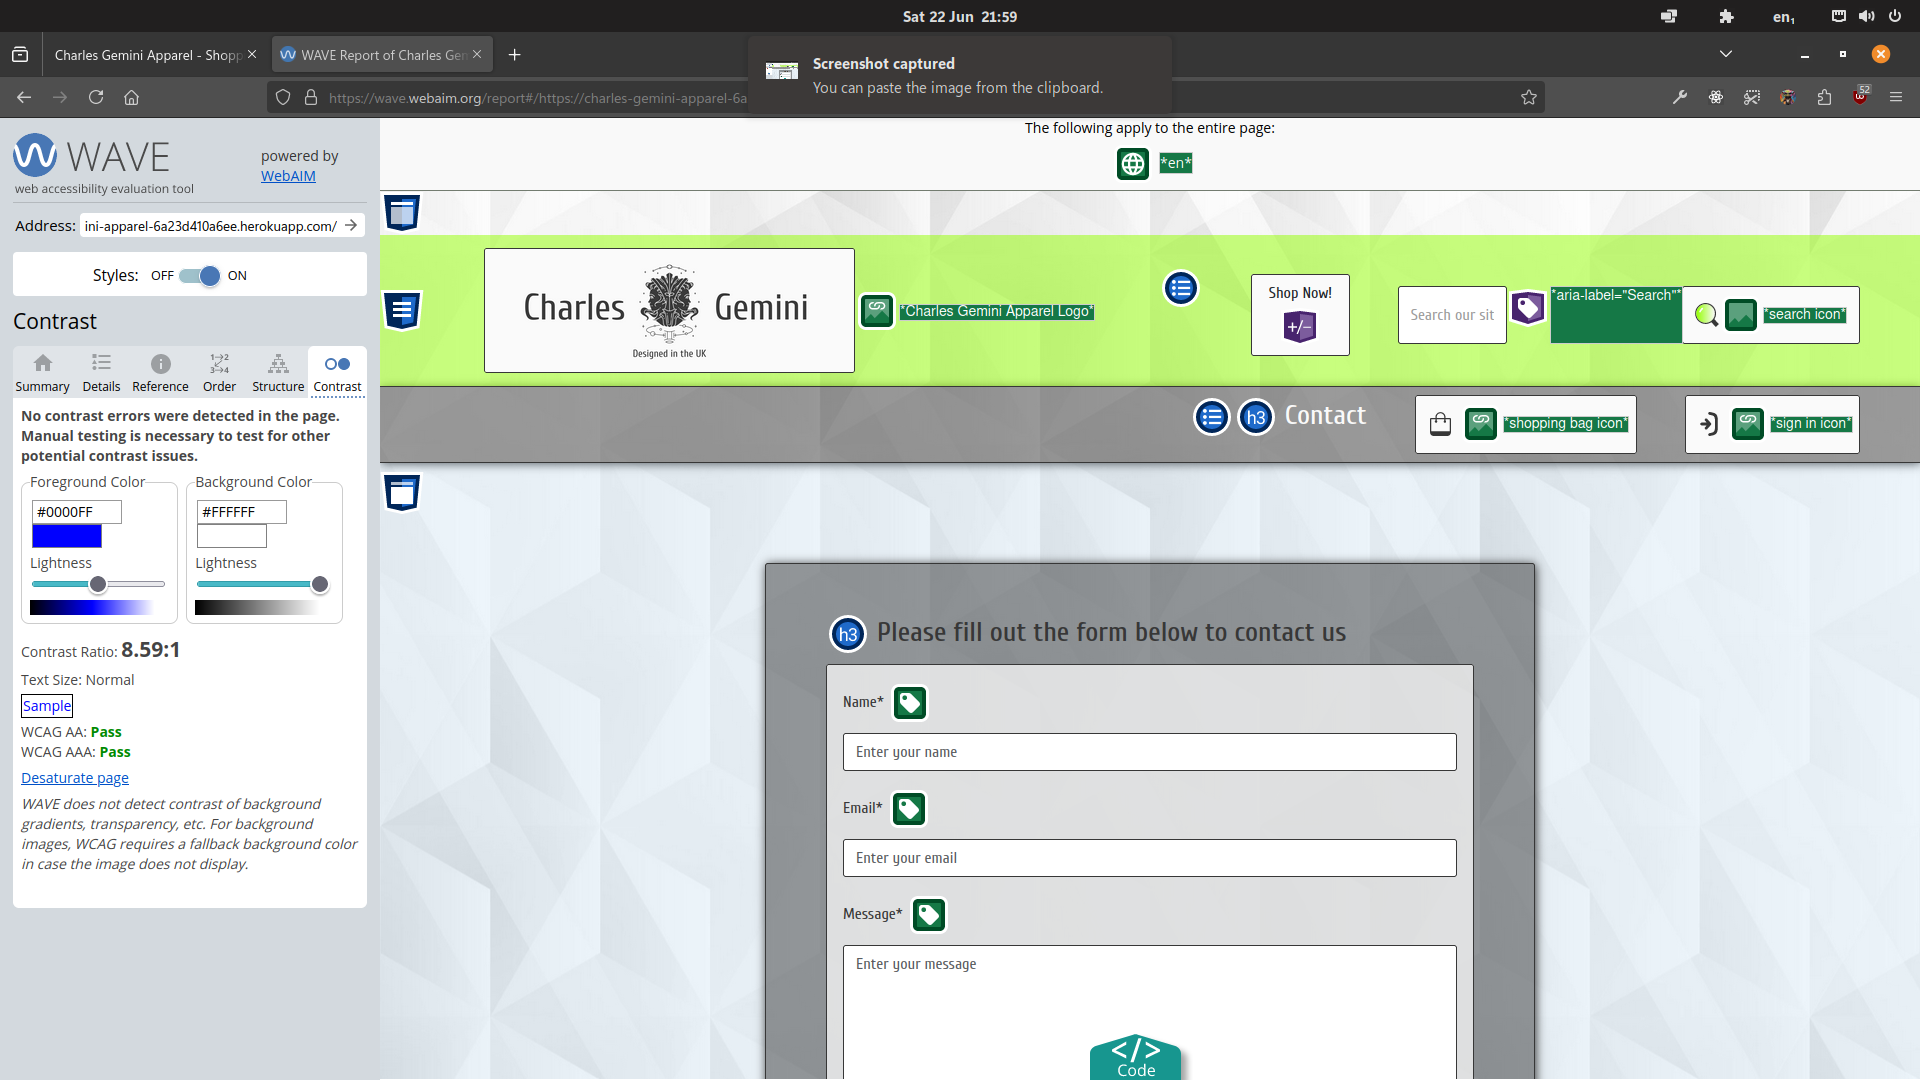 Sat 22 Jun 21:59
en₁
Charles Gemini Apparel - Shopp
WAVE Report of Charles Gem
Screenshot captured
You can paste the image from the clipboard.
https://wave.webaim.org/report#/https://charles-gemini-apparel-6a
52
WAVE
web accessibility evaluation tool
powered by
WebAIM
Address: ini-apparel-6a23d410a6ee.herokuapp.com/
Styles: OFF ON
Contrast
Summary Details Reference Order Structure Contrast
No contrast errors were detected in the page.
Manual testing is necessary to test for other
potential contrast issues.
Foreground Color
#0000FF
Lightness
Background Color
#FFFFFF
Lightness
Contrast Ratio: 8.59:1
Text Size: Normal
Sample
WCAG AA: Pass
WCAG AAA: Pass
Desaturate page
WAVE does not detect contrast of background
gradients, transparency, etc. For background
images, WCAG requires a fallback background color
in case the image does not display.
The following apply to the entire page:
*en*
Charles Gemini
Designed in the UK
*Charles Gemini Apparel Logo*
Shop Now!
+/-
Search our sit
*aria-label="Search"*
*search icon*
h3 Contact
*shopping bag icon*
*sign in icon*
h3 Please fill out the form below to contact us
Name*
Enter your name
Email*
Enter your email
Message*
Enter your message
</>
Code